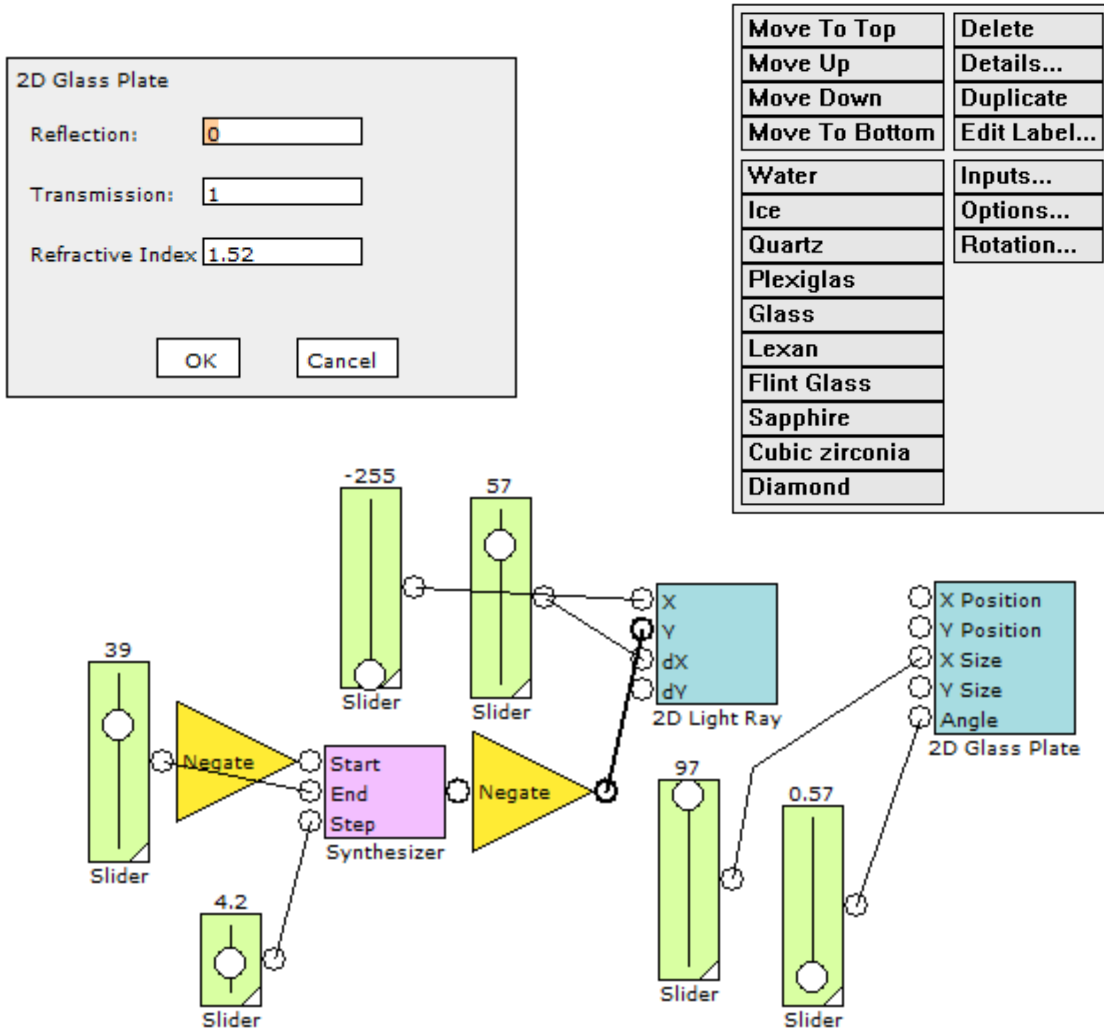 2D Glass Plate
Reflection: 0
Transmission: 1
Refractive Index 1.52
OK Cancel
Move To Top Delete
Move Up Details...
Move Down Duplicate
Move To Bottom Edit Label...
Water Inputs...
Ice Options...
Quartz Rotation...
Plexiglas
Glass
Lexan
Flint Glass
Sapphire
Cubic zirconia
Diamond
-255
Slider
57
Slider
X
Y
dX
dY
2D Light Ray
X Position
Y Position
X Size
Y Size
Angle
2D Glass Plate
39
Slider
Negate
Start
End
Step
Synthesizer
Negate
97
Slider
0.57
Slider
4.2
Slider